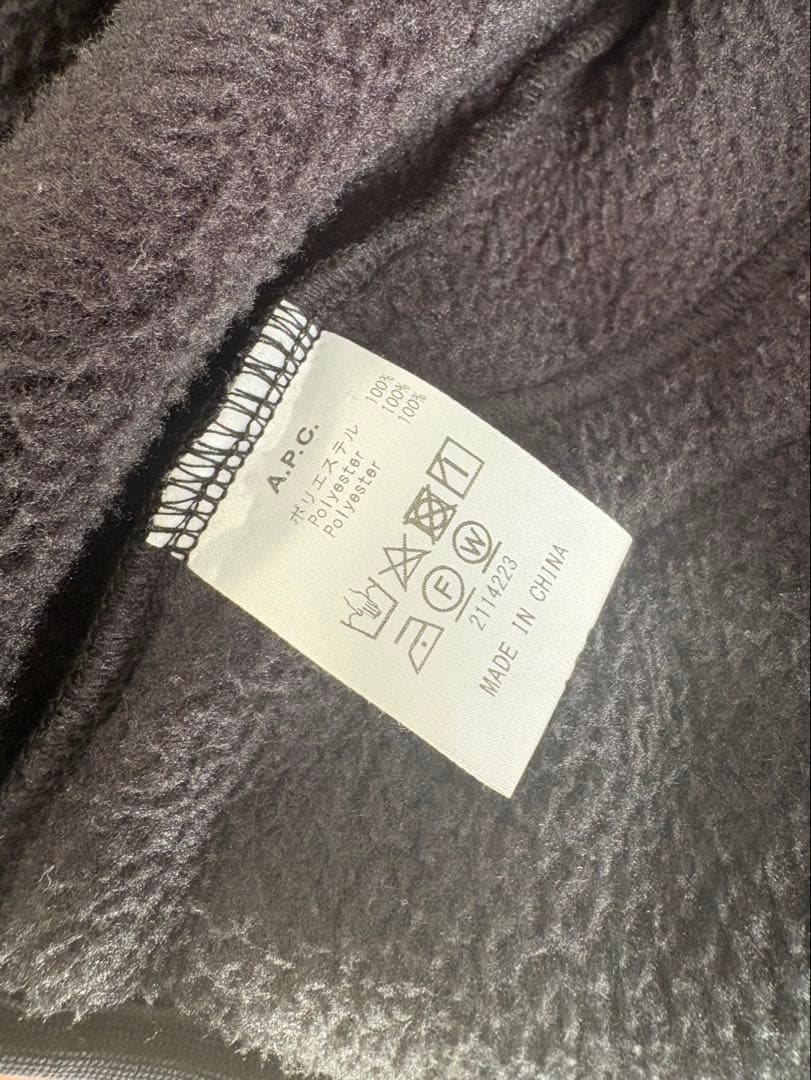 A.P.C.
ポリエステル 100%
Polyester 100%
Polyester 100%
F W
2114223
MADE IN CHINA